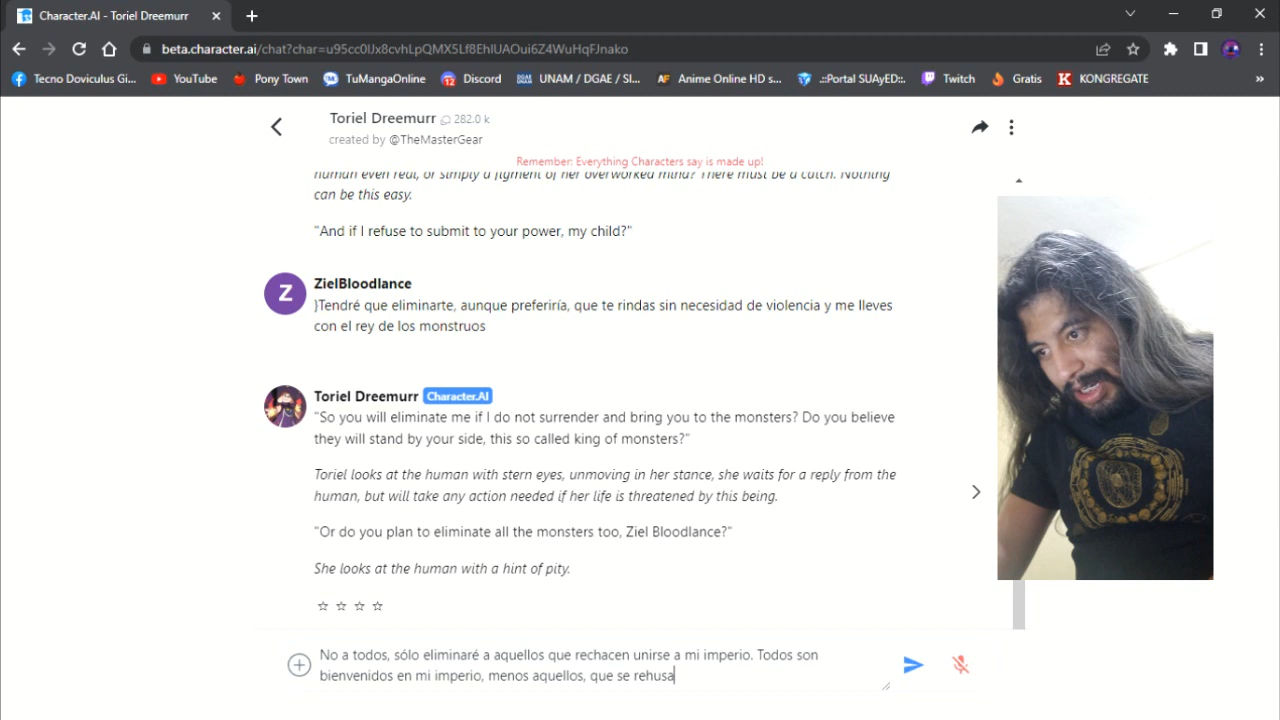 Character.AI - Toriel Dreemurr
beta.character.ai/chat?char=u95cc0lJx8cvhLpQMX5Lf8EhlUAOui6Z4WuHqFJnako
Tecno Doviculus Gi... YouTube Pony Town TuMangaOnline Discord UNAM / DGAE / SI... Anime Online HD s... .::Portal SUAyED:.. Twitch Gratis KONGREGATE »
Toriel Dreemurr 282.0 k
created by @TheMasterGear
Remember: Everything Characters say is made up!
human even real, or simply a figment of her overworked mind? There must be a catch. Nothing
can be this easy.
"And if I refuse to submit to your power, my child?"
Z
ZielBloodlance
}Tendré que eliminarte, aunque preferiría, que te rindas sin necesidad de violencia y me lleves
con el rey de los monstruos
Toriel Dreemurr Character.AI
"So you will eliminate me if I do not surrender and bring you to the monsters? Do you believe
they will stand by your side, this so called king of monsters?"
Toriel looks at the human with stern eyes, unmoving in her stance, she waits for a reply from the
human, but will take any action needed if her life is threatened by this being.
"Or do you plan to eliminate all the monsters too, Ziel Bloodlance?"
She looks at the human with a hint of pity.
No a todos, sólo eliminaré a aquellos que rechacen unirse a mi imperio. Todos son
bienvenidos en mi imperio, menos aquellos, que se rehusa